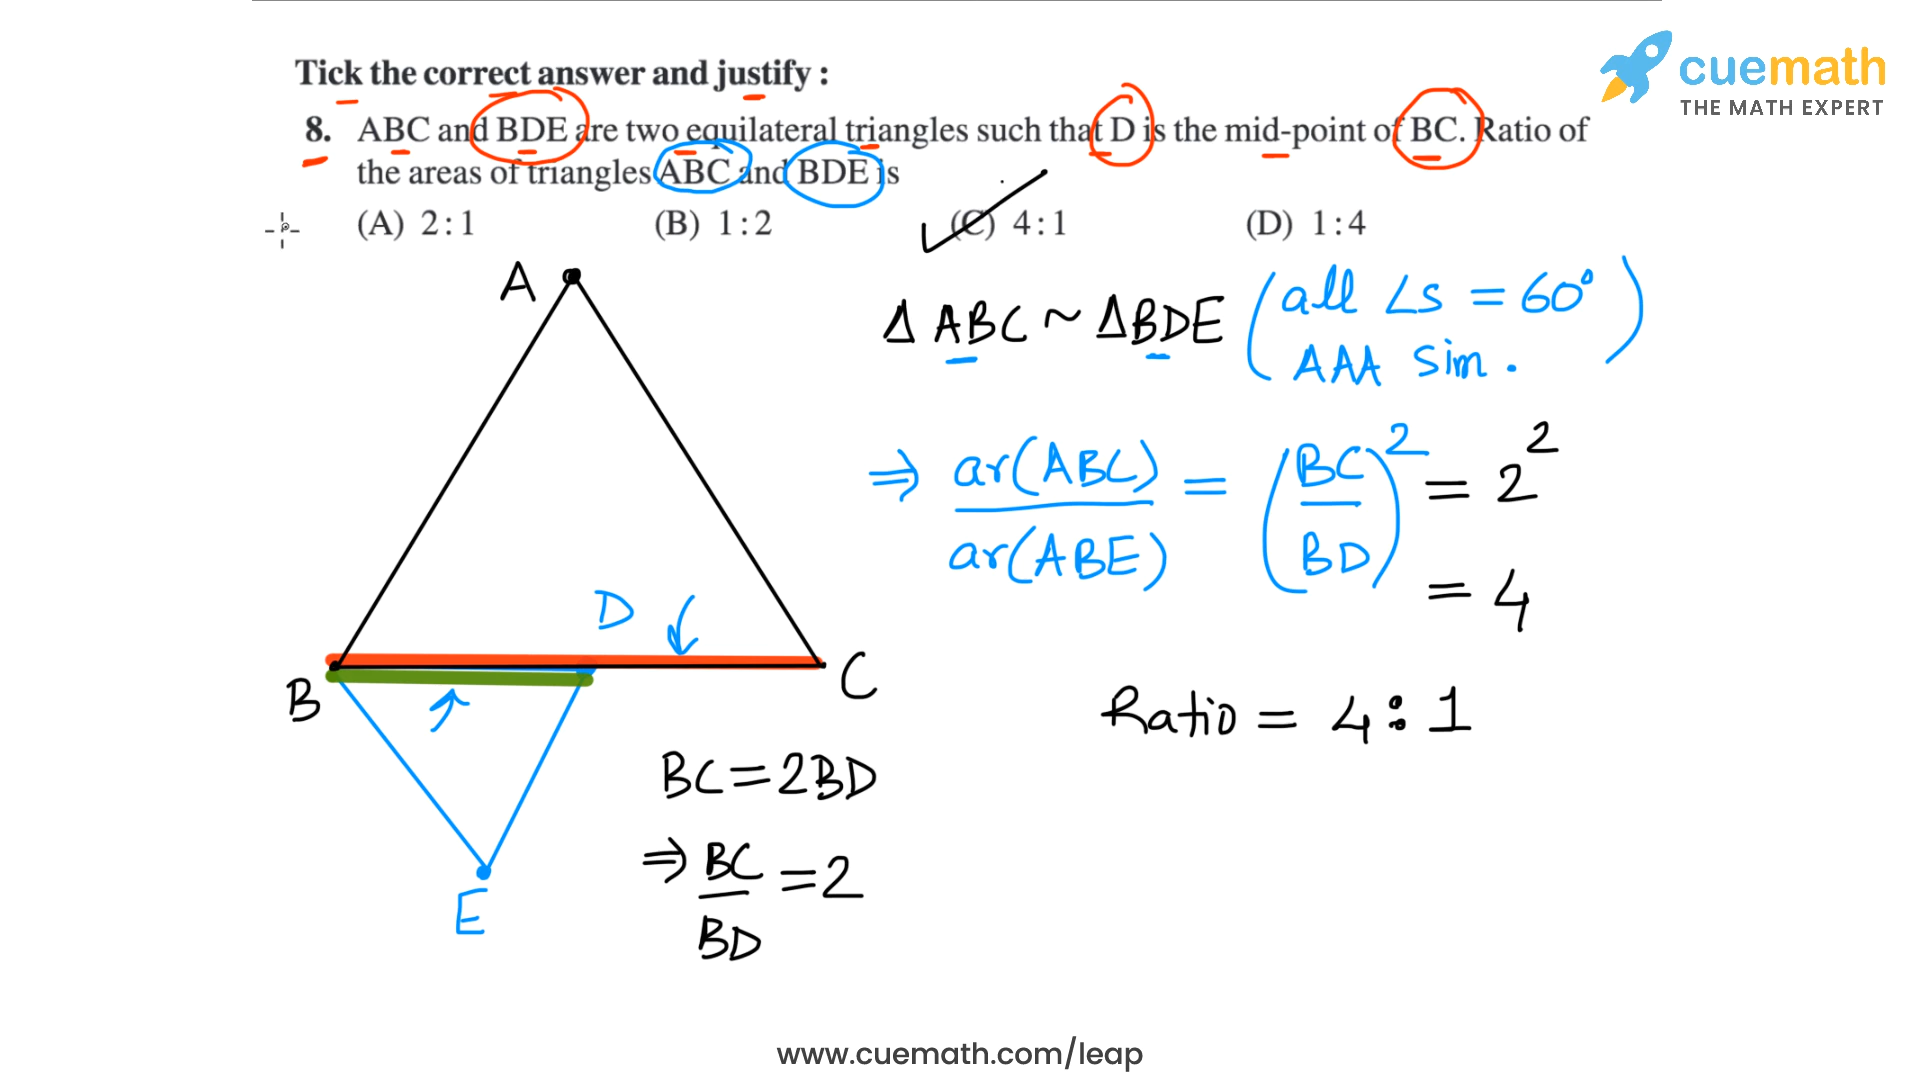 Tick the correct answer and justify :
cuemath
THE MATH EXPERT
8. ABC and BDE are two equilateral triangles such that D is the mid-point of BC. Ratio of
the areas of triangles ABC and BDE is
(A) 2 : 1 (B) 1 : 2 (C) 4 : 1 (D) 1 : 4
A
Δ ABC ~ ΔBDE (all ∠s = 60°
AAA sim.)
⇒ ar(ABC)/ar(ABE) = (BC/BD)² = 2²
= 4
D
B
C
Ratio = 4 : 1
BC = 2BD
⇒ BC/BD = 2
E
www.cuemath.com/leap